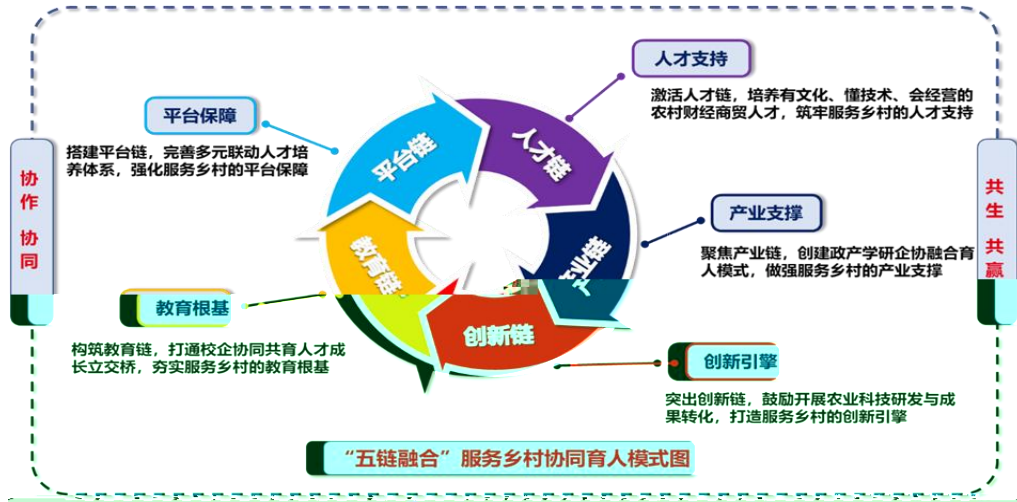 人才支持
激活人才链，培养有文化、懂技术、会经营的
农村财经商贸人才，筑牢服务乡村的人才支持
平台保障
搭建平台链，完善多元联动人才培
养体系，强化服务乡村的平台保障
平台链
人才链
产业链
创新链
教育链
协作 协同
共生 共赢
产业支撑
聚焦产业链，创建政产学研企协融合育
人模式，做强服务乡村的产业支撑
教育根基
构筑教育链，打通校企协同共育人才成
长立交桥，夯实服务乡村的教育根基
创新引擎
突出创新链，鼓励开展农业科技研发与成
果转化，打造服务乡村的创新引擎
“五链融合”服务乡村协同育人模式图